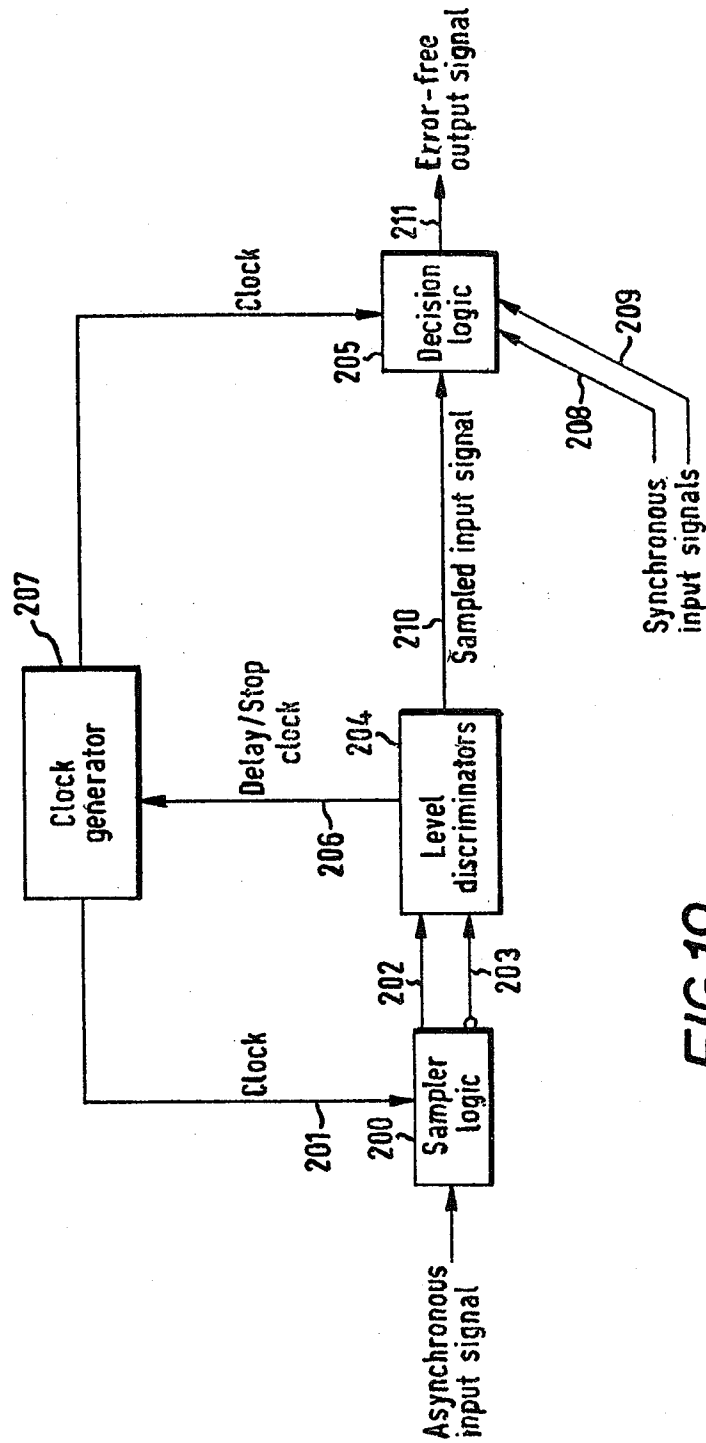 207
Clock
generator
Clock
201
Delay/Stop
clock
206
Clock
Asynchronous
input signal
200
Sampler
logic
202
203
204
Level
discriminators
210
Sampled input signal
205
Decision
logic
211
Error-free
output signal
208
209
Synchronous
input signals